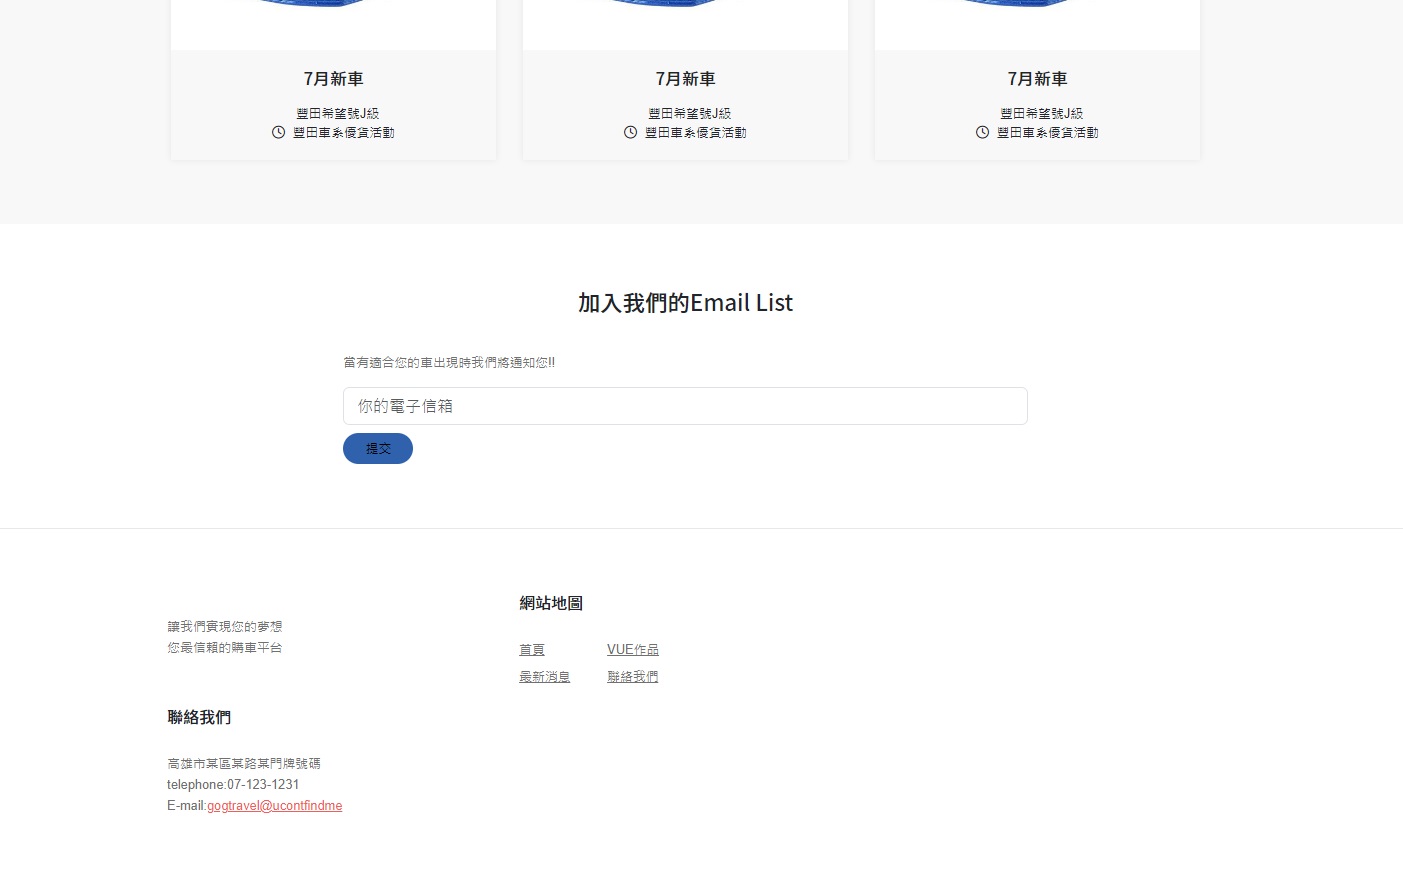 7月新車
豐田希望號J級
豐田車系優貸活動
7月新車
豐田希望號J級
豐田車系優貸活動
7月新車
豐田希望號J級
豐田車系優貸活動
加入我們的Email List
當有適合您的車出現時我們將通知您!!
你的電子信箱
提交
讓我們實現您的夢想
您最信賴的購車平台
聯絡我們
高雄市某區某路某門牌號碼
telephone:07-123-1231
E-mail:gogtravel@ucontfindme
網站地圖
首頁 VUE作品
最新消息 聯絡我們